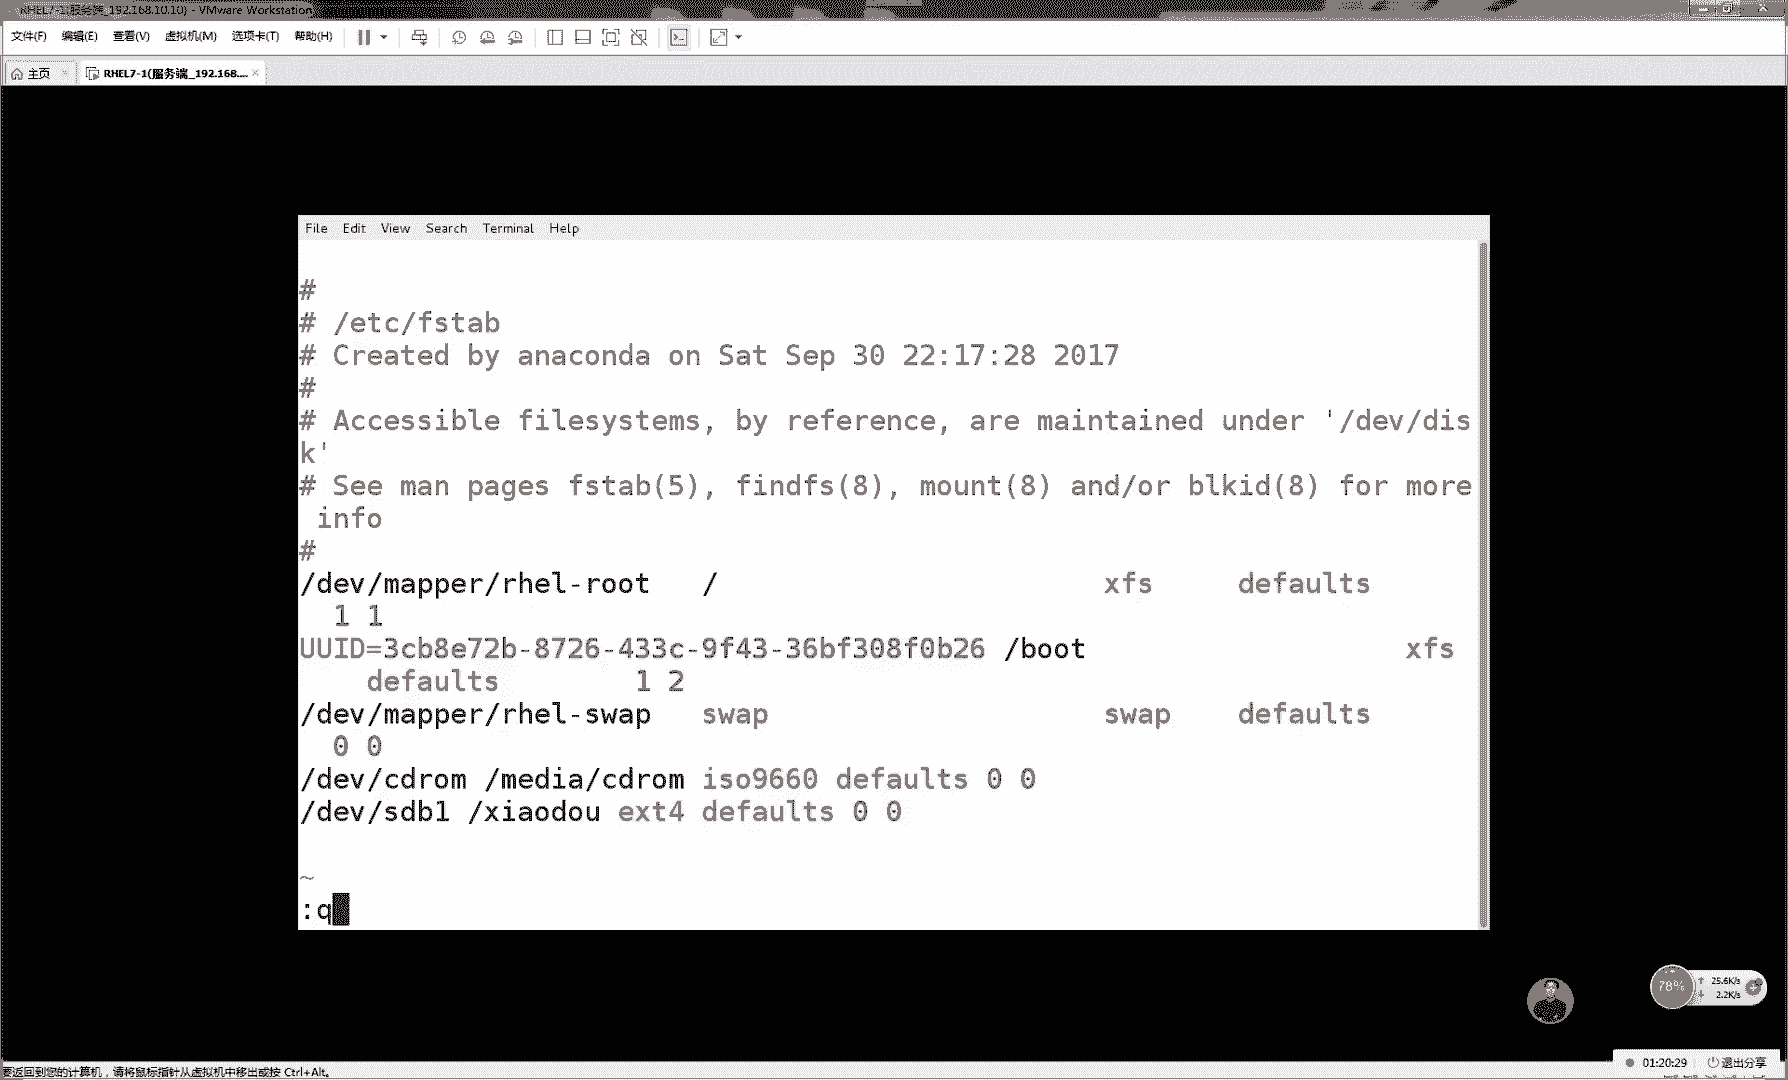 RHEL7-1(服务端_192.168.10.10) - VMware Workstation
文件(F) 编辑(E) 查看(V) 虚拟机(M) 选项卡(T) 帮助(H)
主页 RHEL7-1(服务端_192.168....
File Edit View Search Terminal Help
#
# /etc/fstab
# Created by anaconda on Sat Sep 30 22:17:28 2017
#
# Accessible filesystems, by reference, are maintained under '/dev/dis
k'
# See man pages fstab(5), findfs(8), mount(8) and/or blkid(8) for more
info
#
/dev/mapper/rhel-root / xfs defaults
1 1
UUID=3cb8e72b-8726-433c-9f43-36bf308f0b26 /boot xfs
defaults 1 2
/dev/mapper/rhel-swap swap swap defaults
0 0
/dev/cdrom /media/cdrom iso9660 defaults 0 0
/dev/sdb1 /xiaodou ext4 defaults 0 0
~
:q
78% ↑ 25.6K/s
↓ 2.2K/s
01:20:29 退出分享
要返回到您的计算机，请将鼠标指针从虚拟机中移出或按 Ctrl+Alt。